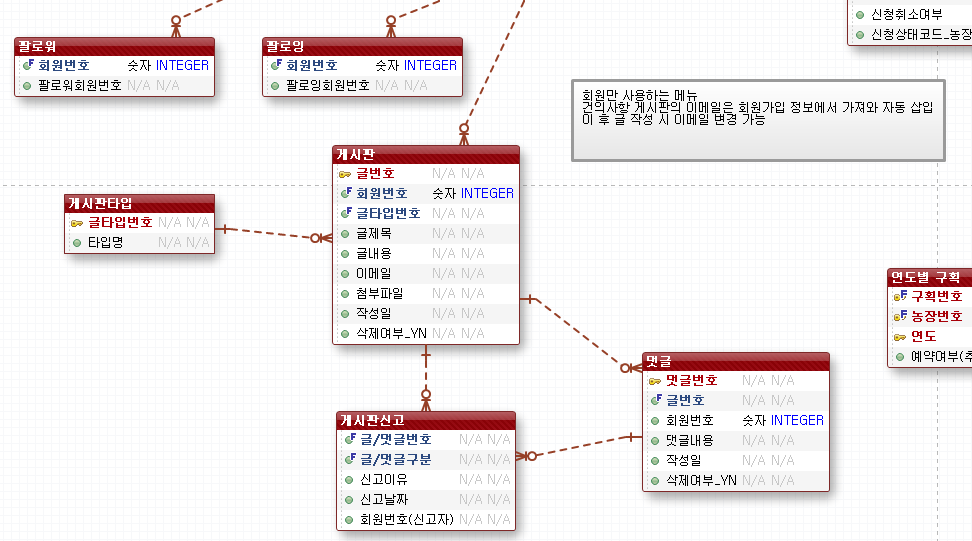 신청취소여부
신청상태코드_농장
팔로워
회원번호 숫자 INTEGER
팔로워회원번호 N/A N/A
팔로잉
회원번호 숫자 INTEGER
팔로잉회원번호 N/A N/A
회원만 사용하는 메뉴
건의사항 게시판의 이메일은 회원가입 정보에서 가져와 자동 삽입
이 후 글 작성 시 이메일 변경 가능
게시판
글번호 N/A N/A
회원번호 숫자 INTEGER
글타입번호 N/A N/A
글제목 N/A N/A
글내용 N/A N/A
이메일 N/A N/A
첨부파일 N/A N/A
작성일 N/A N/A
삭제여부_YN N/A N/A
게시판타입
글타입번호 N/A N/A
타입명 N/A N/A
연도별 구획
구획번호
농장번호
연도
예약여부(추
댓글
댓글번호 N/A N/A
글번호 N/A N/A
회원번호 숫자 INTEGER
댓글내용 N/A N/A
작성일 N/A N/A
삭제여부_YN N/A N/A
게시판신고
글/댓글번호 N/A N/A
글/댓글구분 N/A N/A
신고이유 N/A N/A
신고날짜 N/A N/A
회원번호(신고자) N/A N/A